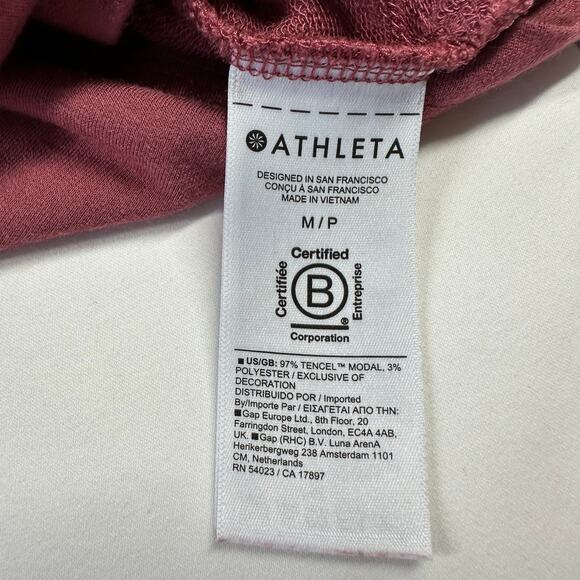 ATHLETA
DESIGNED IN SAN FRANCISCO
CONÇU À SAN FRANCISCO
MADE IN VIETNAM
M / P
Certified
Certifiée
B
Entreprise
®
Corporation
■ US/GB: 97% TENCEL™ MODAL, 3%
POLYESTER / EXCLUSIVE OF
DECORATION
DISTRIBUIDO POR / Imported
By/Importe Par / ΕΙΣΑΓΕΤΑΙ ΑΠΟ ΤΗΝ:
■ Gap Europe Ltd., 8th Floor, 20
Farringdon Street, London, EC4A 4AB,
UK. ■ Gap (RHC) B.V. Luna ArenA
Herikerbergweg 238 Amsterdam 1101
CM, Netherlands
RN 54023 / CA 17897